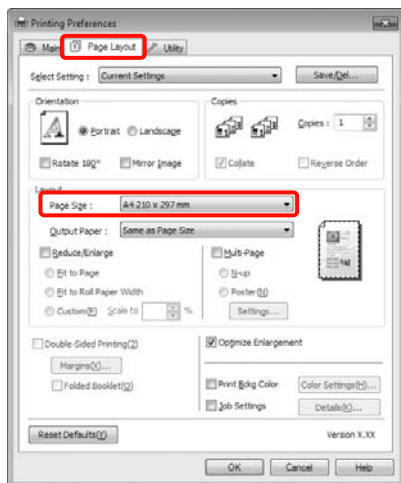 Printing Preferences
Main Page Layout Utility
Select Setting : Current Settings Save/Del...
Orientation Copies
Portrait Landscape Copies : 1
Rotate 180° Mirror Image Collate Reverse Order
Layout
Page Size : A4 210 x 297 mm
Output Paper : Same as Page Size
Reduce/Enlarge Multi-Page
Fit to Page N-up
Fit to Roll Paper Width Poster(N)
Custom(F) Scale to % Settings...
Double-Sided Printing(2) Optimize Enlargement
Margins(X)...
Folded Booklet(Q) Print Bckg Color Color Settings(H)...
Job Settings Details(K)...
Reset Defaults(Y) Version X.XX
OK Cancel Help